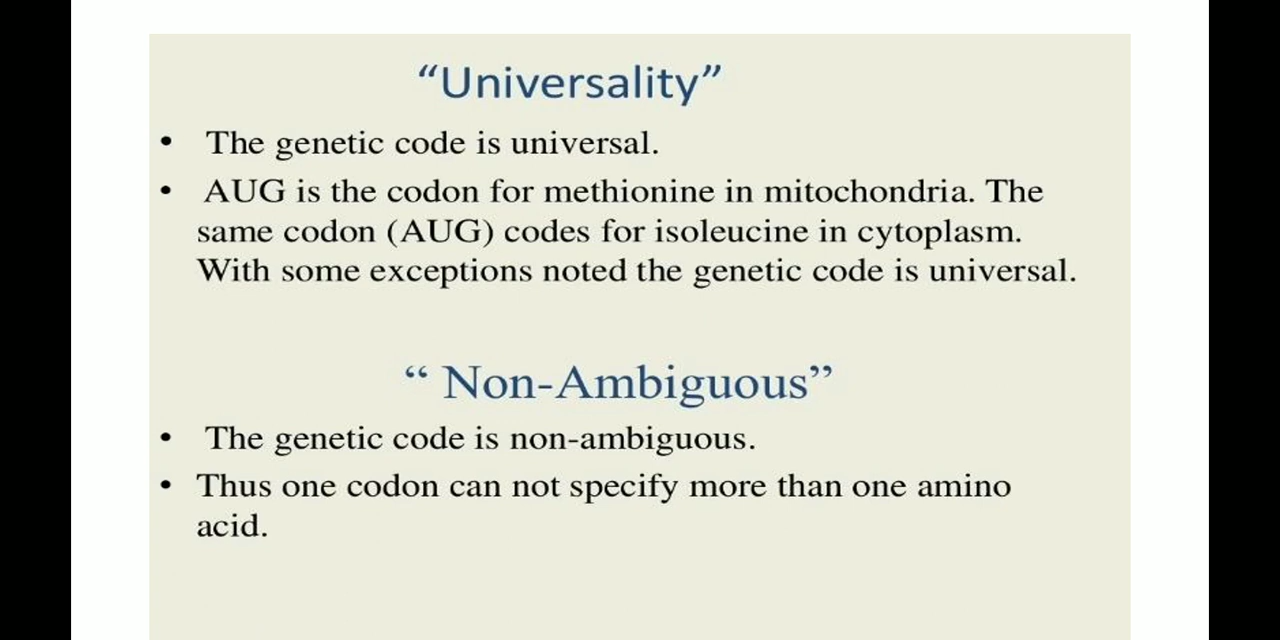 “Universality”
• The genetic code is universal.
• AUG is the codon for methionine in mitochondria. The
same codon (AUG) codes for isoleucine in cytoplasm.
With some exceptions noted the genetic code is universal.
“ Non-Ambiguous”
• The genetic code is non-ambiguous.
• Thus one codon can not specify more than one amino
acid.